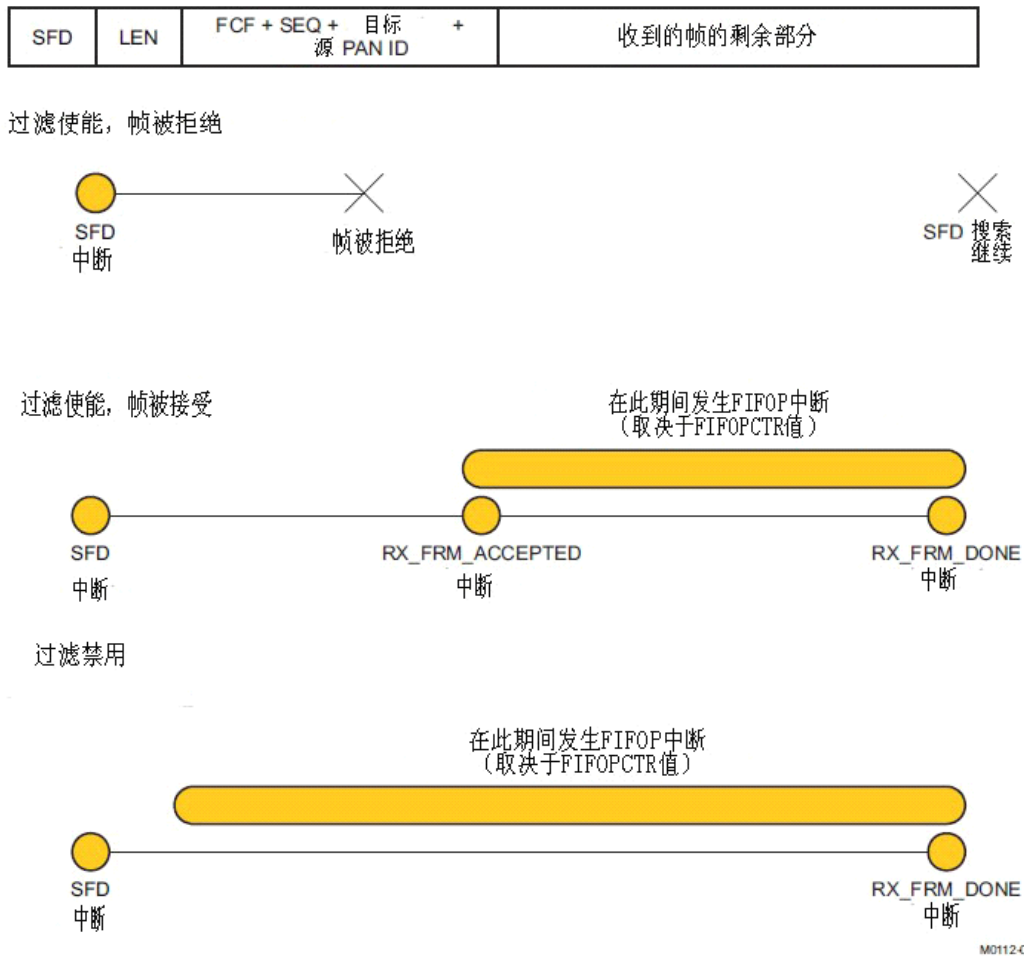 SFD
LEN
FCF + SEQ + 目标 +
源 PAN ID
收到的帧的剩余部分
过滤使能，帧被拒绝
SFD
中断
帧被拒绝
SFD 搜索
继续
过滤使能，帧被接受
在此期间发生FIFOP中断
（取决于FIFOPCTR值）
SFD
中断
RX_FRM_ACCEPTED
中断
RX_FRM_DONE
中断
过滤禁用
在此期间发生FIFOP中断
（取决于FIFOPCTR值）
SFD
中断
RX_FRM_DONE
中断
M0112-0